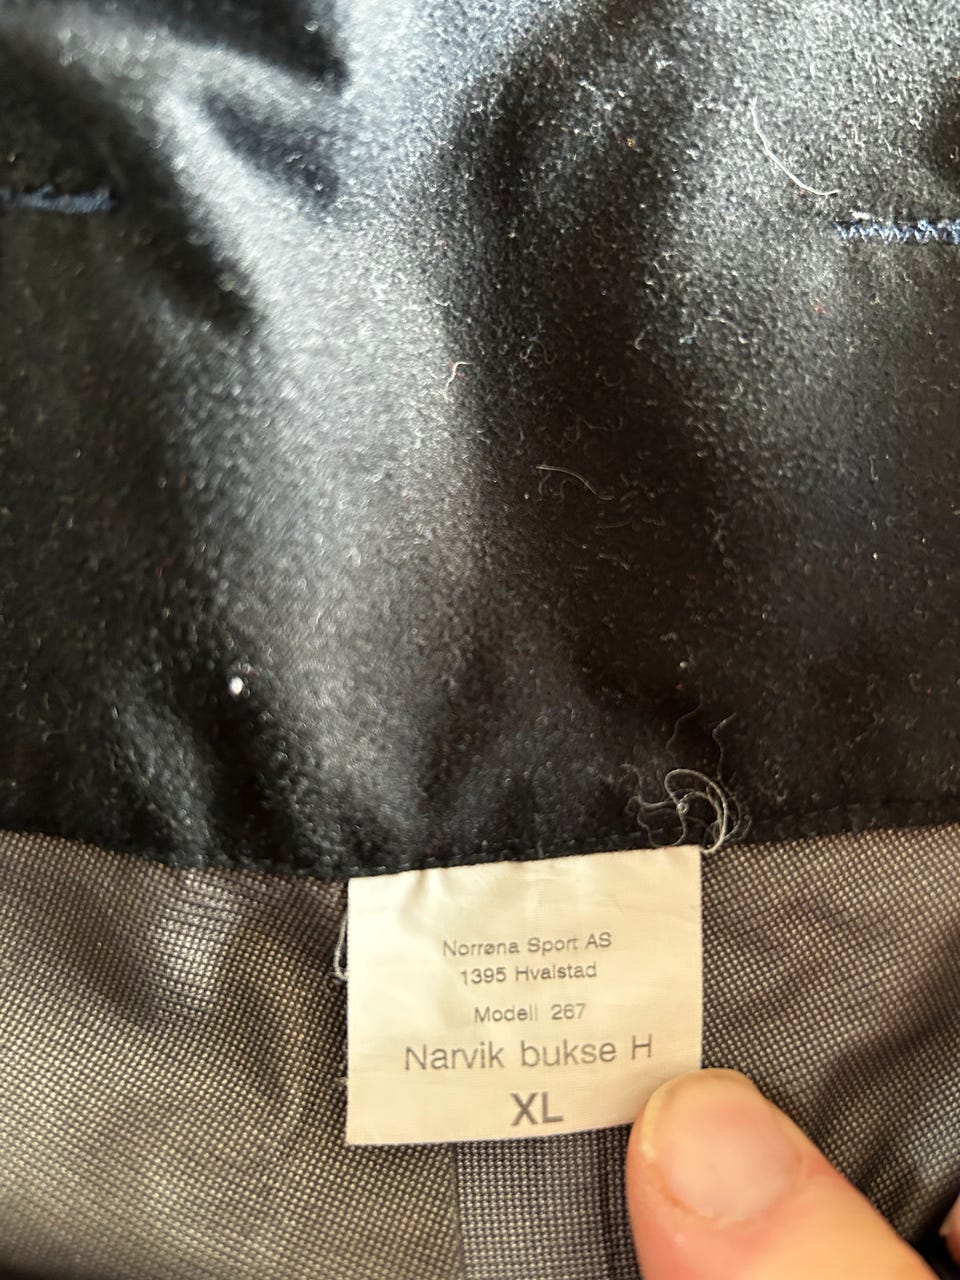 Norrøna Sport AS
1395 Hvalstad
Modell 267
Narvik bukse H
XL